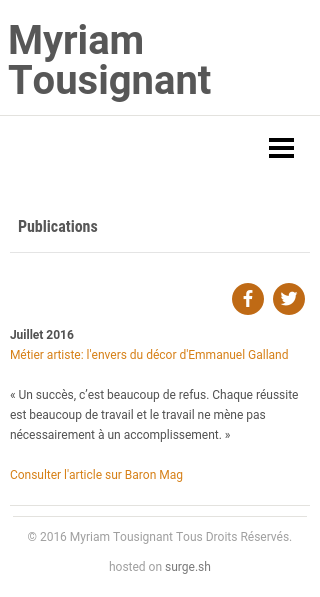 Myriam
Tousignant
Publications
Juillet 2016
Métier artiste: l'envers du décor d'Emmanuel Galland
« Un succès, c’est beaucoup de refus. Chaque réussite
est beaucoup de travail et le travail ne mène pas
nécessairement à un accomplissement. »
Consulter l'article sur Baron Mag
© 2016 Myriam Tousignant Tous Droits Réservés.
hosted on surge.sh